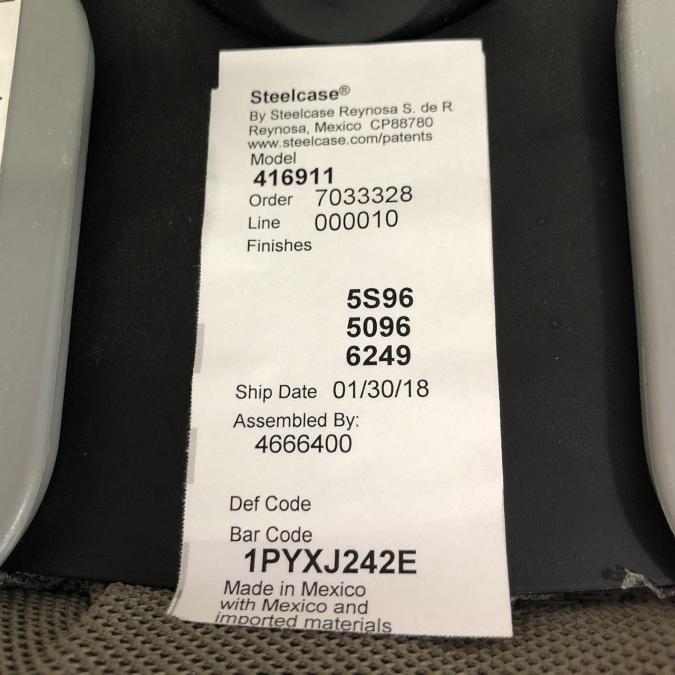 Steelcase®
By Steelcase Reynosa S. de R
Reynosa, Mexico CP88780
www.steelcase.com/patents
Model
416911
Order 7033328
Line 000010
Finishes
5S96
5096
6249
Ship Date 01/30/18
Assembled By:
4666400
Def Code
Bar Code
1PYXJ242E
Made in Mexico
with Mexico and
imported materials